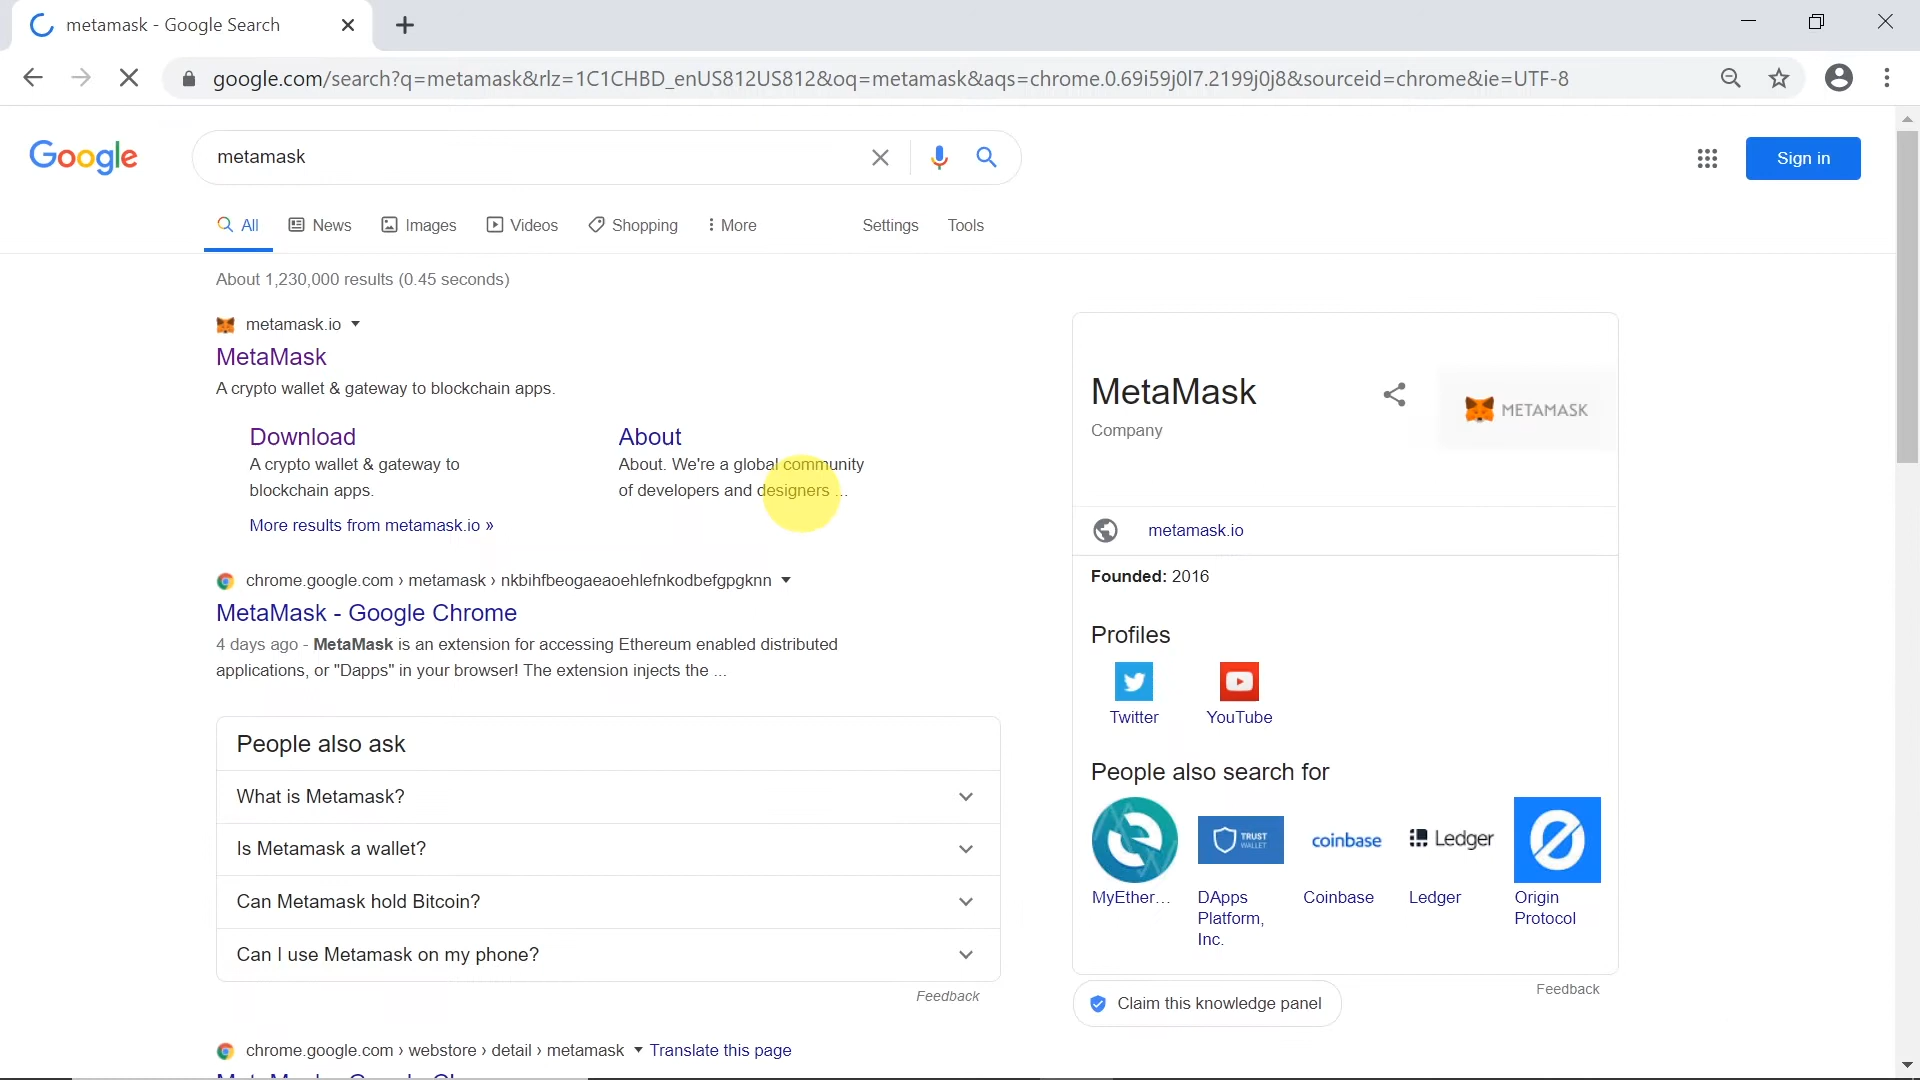 metamask - Google Search
google.com/search?q=metamask&rlz=1C1CHBD_enUS812US812&oq=metamask&aqs=chrome.0.69i59j0l7.2199j0j8&sourceid=chrome&ie=UTF-8
Google
metamask
Sign in
All
News
Images
Videos
Shopping
More
Settings
Tools
About 1,230,000 results (0.45 seconds)
metamask.io
MetaMask
A crypto wallet & gateway to blockchain apps.
Download
A crypto wallet & gateway to
blockchain apps.
About
About. We're a global community
of developers and designers ...
More results from metamask.io »
chrome.google.com › metamask › nkbihfbeogaeaoehlefnkodbefgpgknn
MetaMask - Google Chrome
4 days ago - MetaMask is an extension for accessing Ethereum enabled distributed
applications, or "Dapps" in your browser! The extension injects the ...
People also ask
What is Metamask?
Is Metamask a wallet?
Can Metamask hold Bitcoin?
Can I use Metamask on my phone?
Feedback
chrome.google.com › webstore › detail › metamask
Translate this page
MetaMask
Company
METAMASK
metamask.io
Founded: 2016
Profiles
Twitter
YouTube
People also search for
TRUST
WALLET
coinbase
Ledger
MyEther...
DApps
Platform,
Inc.
Coinbase
Ledger
Origin
Protocol
Claim this knowledge panel
Feedback